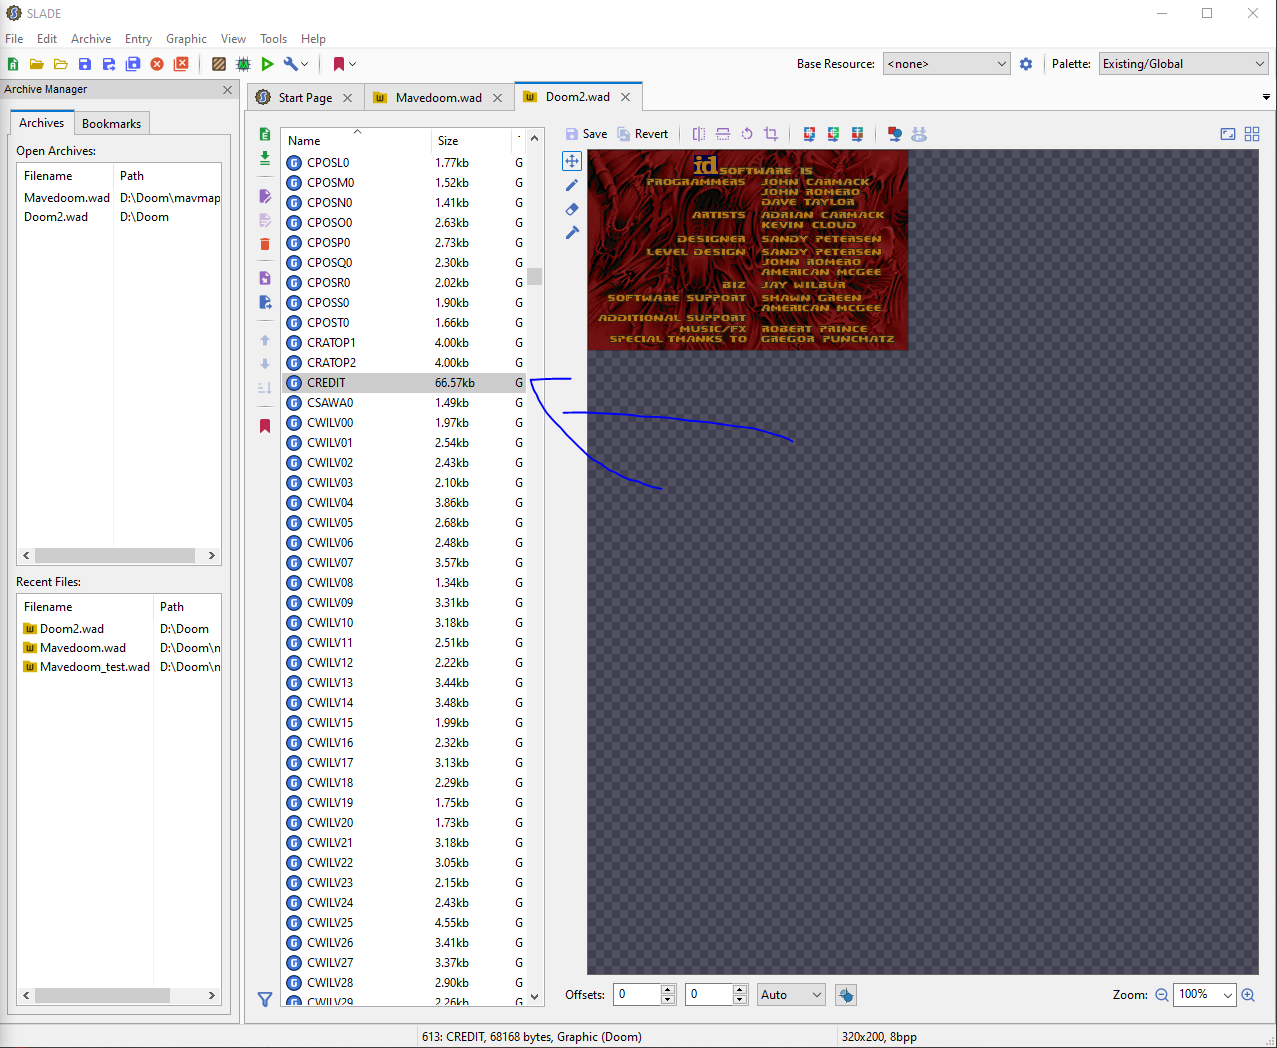 SLADE
File Edit Archive Entry Graphic View Tools Help
Base Resource: <none> Palette: Existing/Global
Archive Manager
Start Page Mavedoom.wad Doom2.wad
Archives Bookmarks
Open Archives:
Filename Path
Mavedoom.wad D:\Doom\mavmap
Doom2.wad D:\Doom
Recent Files:
Filename Path
Doom2.wad D:\Doom
Mavedoom.wad D:\Doom\n
Mavedoom_test.wad D:\Doom\n
Name Size
CPOSL0 1.77kb G
CPOSM0 1.52kb G
CPOSN0 1.41kb G
CPOSO0 2.63kb G
CPOSP0 2.73kb G
CPOSQ0 2.30kb G
CPOSR0 2.02kb G
CPOSS0 1.90kb G
CPOST0 1.66kb G
CRATOP1 4.00kb G
CRATOP2 4.00kb G
CREDIT 66.57kb G
CSAWA0 1.49kb G
CWILV00 1.97kb G
CWILV01 2.54kb G
CWILV02 2.43kb G
CWILV03 2.10kb G
CWILV04 3.86kb G
CWILV05 2.68kb G
CWILV06 2.48kb G
CWILV07 3.57kb G
CWILV08 1.34kb G
CWILV09 3.31kb G
CWILV10 3.18kb G
CWILV11 2.51kb G
CWILV12 2.22kb G
CWILV13 3.44kb G
CWILV14 3.48kb G
CWILV15 1.99kb G
CWILV16 2.32kb G
CWILV17 3.13kb G
CWILV18 2.29kb G
CWILV19 1.75kb G
CWILV20 1.73kb G
CWILV21 3.18kb G
CWILV22 3.05kb G
CWILV23 2.15kb G
CWILV24 2.43kb G
CWILV25 4.55kb G
CWILV26 3.41kb G
CWILV27 3.37kb G
CWILV28 2.90kb G
CWILV29 2.26kb G
Save Revert
id SOFTWARE IS
PROGRAMMERS JOHN CARMACK
JOHN ROMERO
DAVE TAYLOR
ARTISTS ADRIAN CARMACK
KEVIN CLOUD
DESIGNER SANDY PETERSEN
LEVEL DESIGN SANDY PETERSEN
JOHN ROMERO
AMERICAN MCGEE
BIZ JAY WILBUR
SOFTWARE SUPPORT SHAWN GREEN
AMERICAN MCGEE
ADDITIONAL SUPPORT
MUSIC/FX ROBERT PRINCE
SPECIAL THANKS TO GREGOR PUNCHATZ
Offsets: 0 0 Auto Zoom: 100%
613: CREDIT, 68168 bytes, Graphic (Doom) 320x200, 8bpp